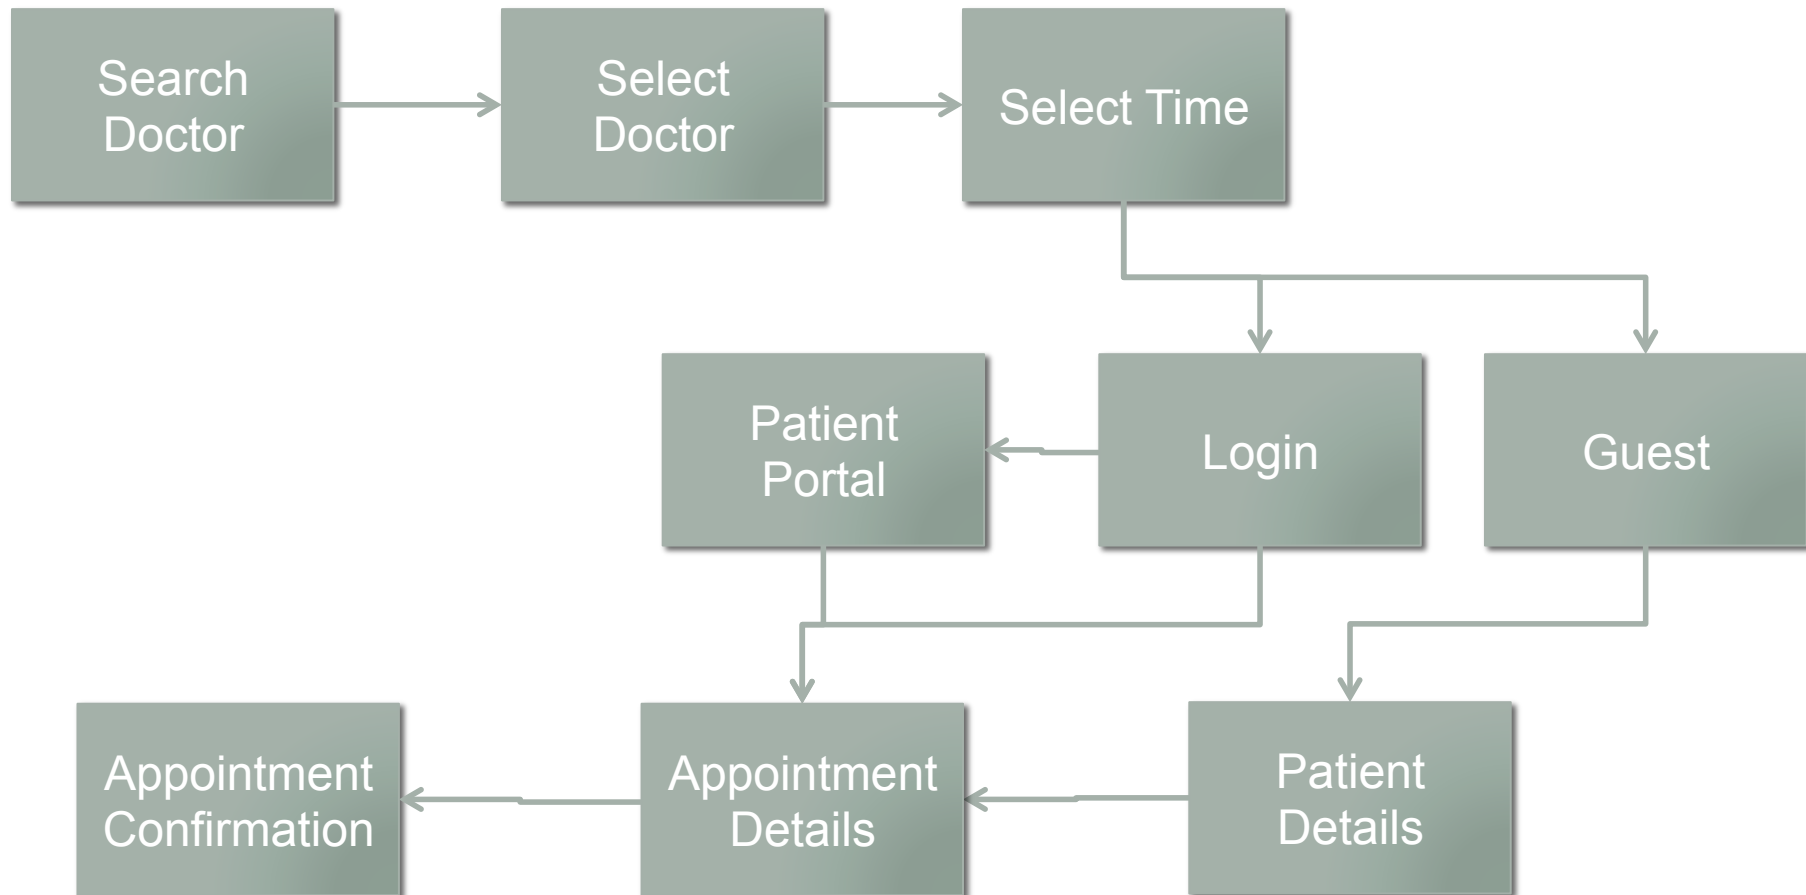 Search
Doctor
Select
Doctor
Select Time
Patient
Portal
Login
Guest
Appointment
Confirmation
Appointment
Details
Patient
Details